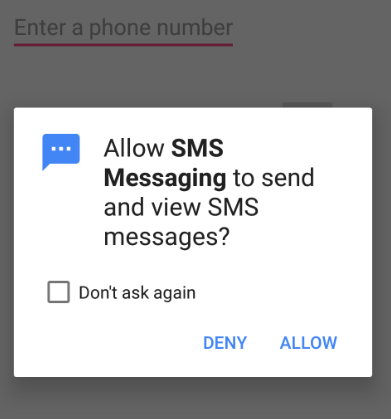 Enter a phone number
Allow SMS
Messaging to send
and view SMS
messages?
Don't ask again
DENY ALLOW